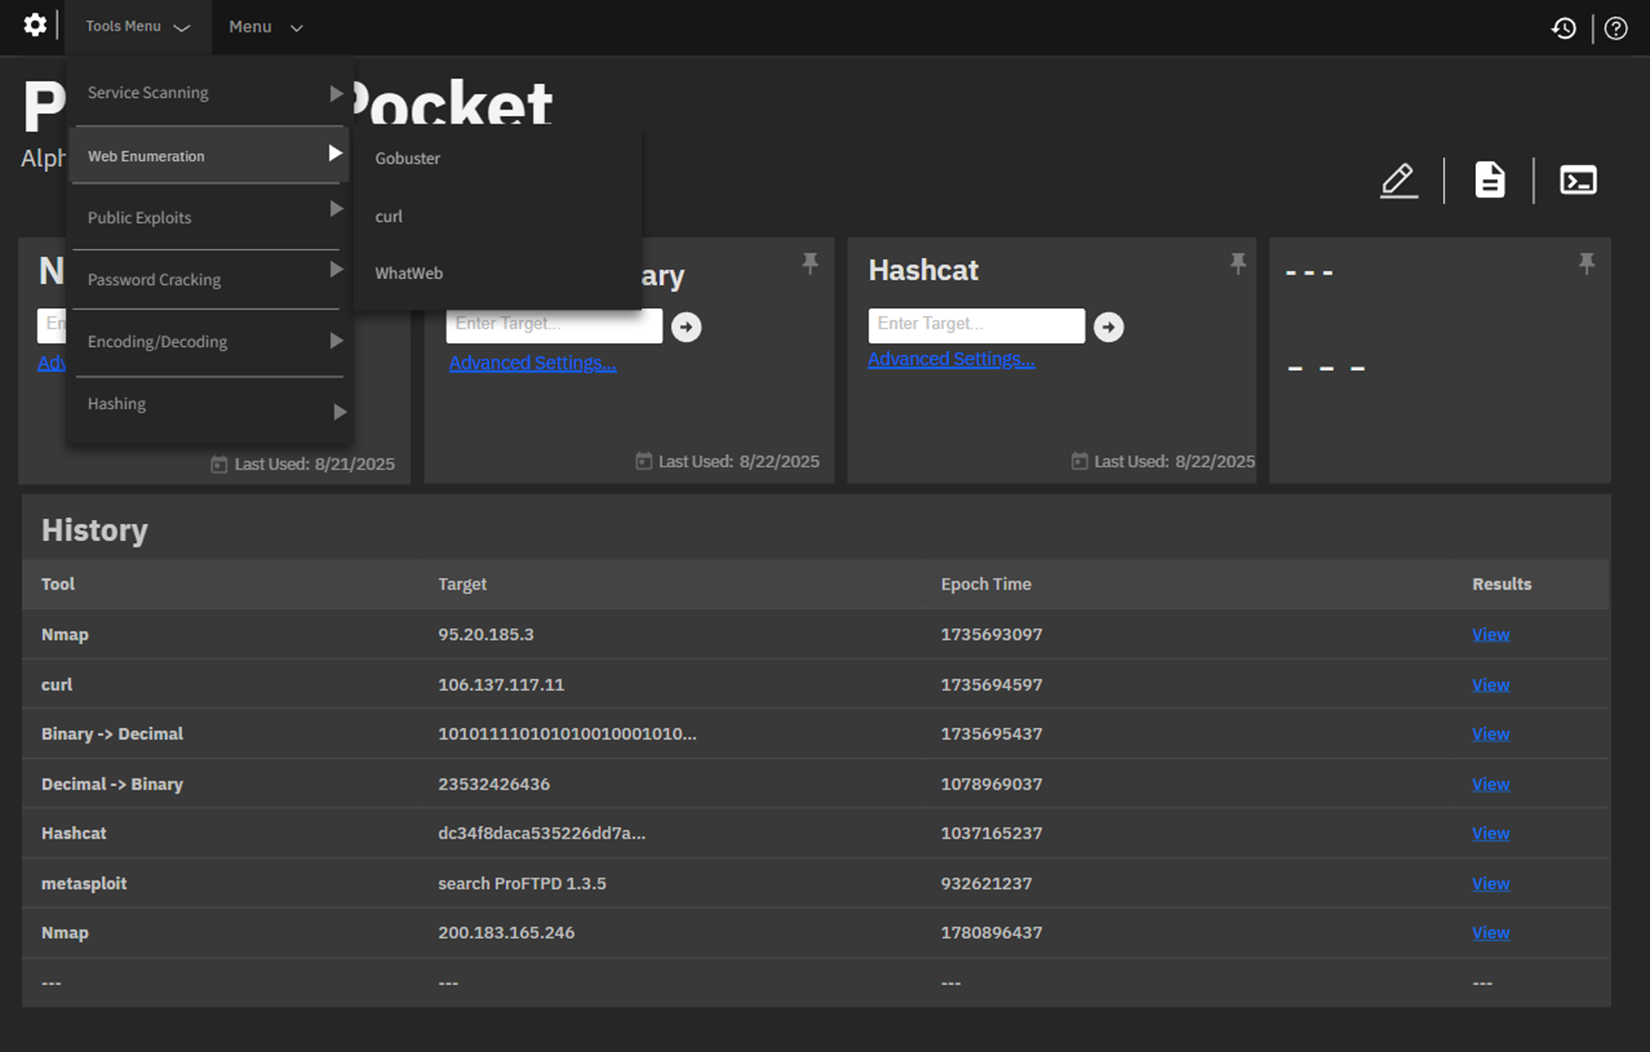 Tools Menu
Menu
P Pocket
Alph
Service Scanning
Web Enumeration
Public Exploits
Password Cracking
Encoding/Decoding
Hashing
Gobuster
curl
WhatWeb
N
En
Adv
Last Used: 8/21/2025
ary
Enter Target...
Advanced Settings...
Last Used: 8/22/2025
Hashcat
Enter Target...
Advanced Settings...
Last Used: 8/22/2025
---
---
History
Tool Target Epoch Time Results
Nmap 95.20.185.3 1735693097 View
curl 106.137.117.11 1735694597 View
Binary -> Decimal 101011110101010010001010... 1735695437 View
Decimal -> Binary 23532426436 1078969037 View
Hashcat dc34f8daca535226dd7a... 1037165237 View
metasploit search ProFTPD 1.3.5 932621237 View
Nmap 200.183.165.246 1780896437 View
--- --- --- ---